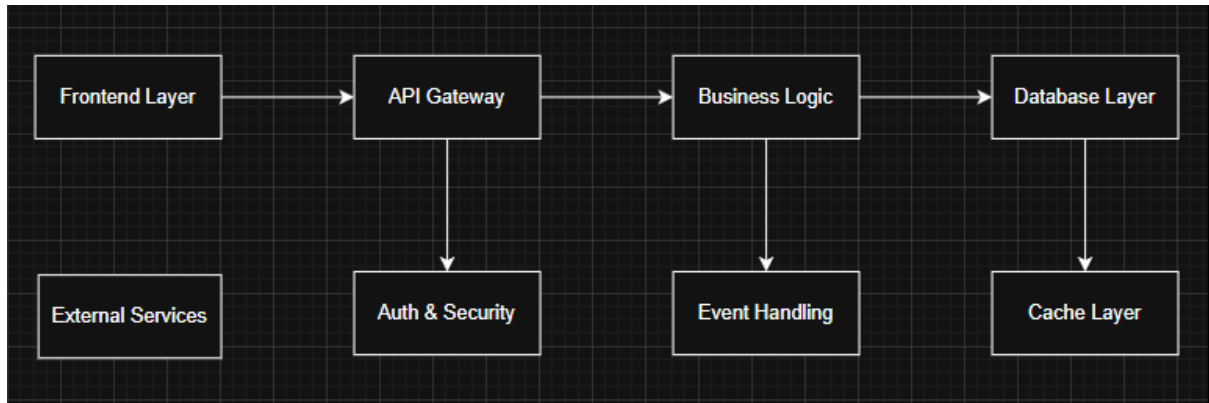 Frontend Layer
API Gateway
Business Logic
Database Layer
External Services
Auth & Security
Event Handling
Cache Layer